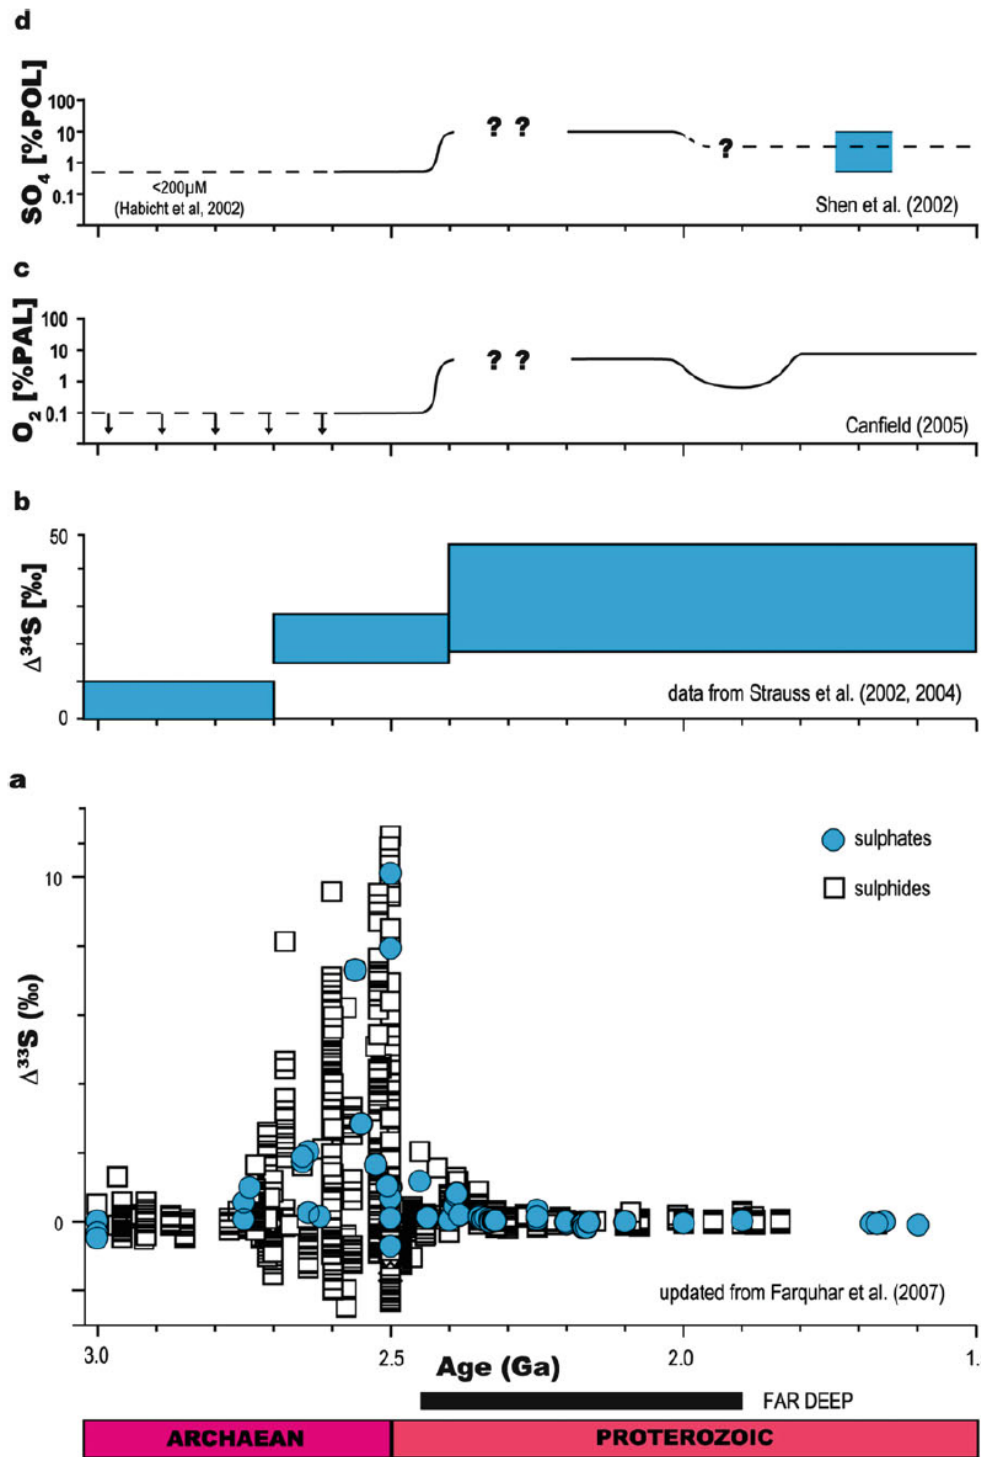 d
SO4 [%POL]
100
10
1
0.1
? ?
?
<200µM
(Habicht et al, 2002)
Shen et al. (2002)
c
O2 [%PAL]
100
10
1
0.1
? ?
Canfield (2005)
b
Δ34S [‰]
50
0
data from Strauss et al. (2002, 2004)
a
Δ33S (‰)
10
0
sulphates
sulphides
updated from Farquhar et al. (2007)
3.0
2.5
2.0
1.
Age (Ga)
FAR DEEP
ARCHAEAN
PROTEROZOIC